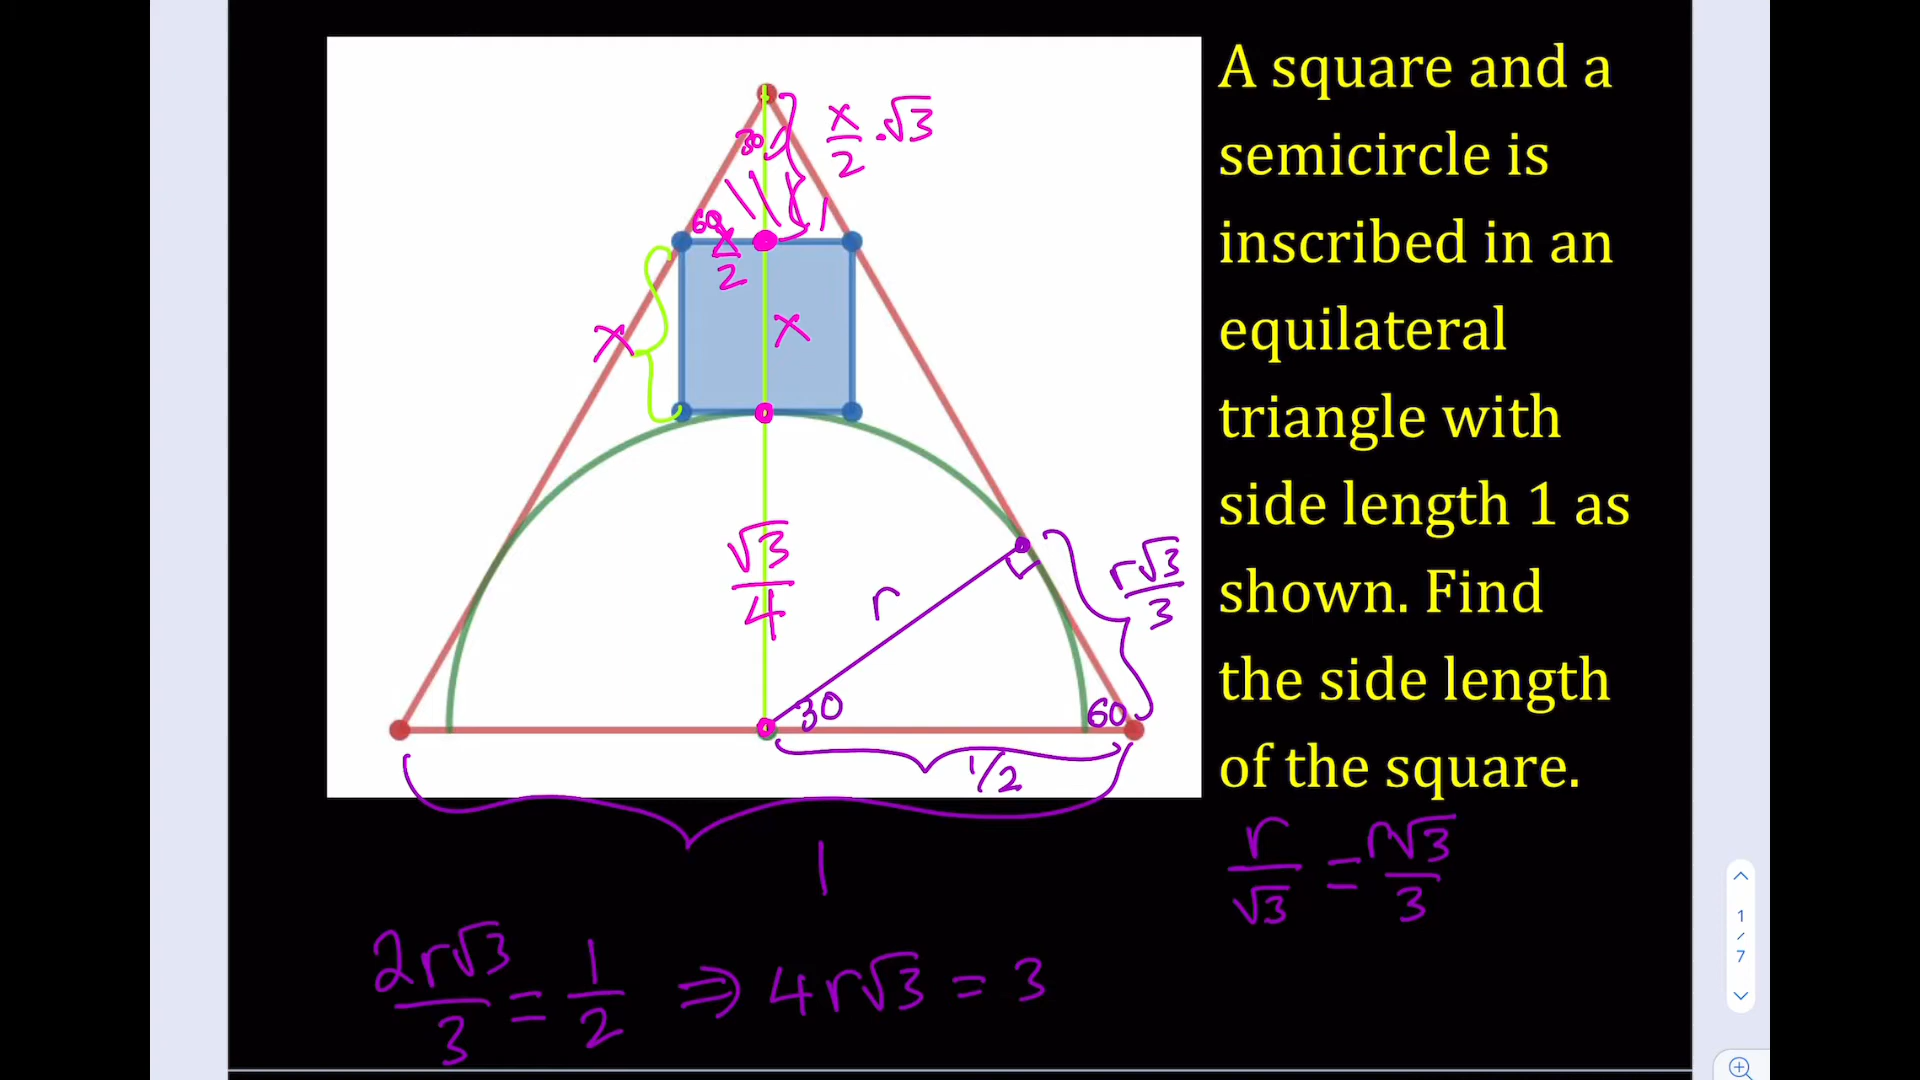 A square and a
semicircle is
inscribed in an
equilateral
triangle with
side length 1 as
shown. Find
the side length
of the square.
30
x/2 · √3
60
x/2
x
x
√3/4
r
r√3/3
30
60
1/2
1
r/√3 = r√3/3
2r√3/3 = 1/2 ⇒ 4r√3 = 3
1
/
7